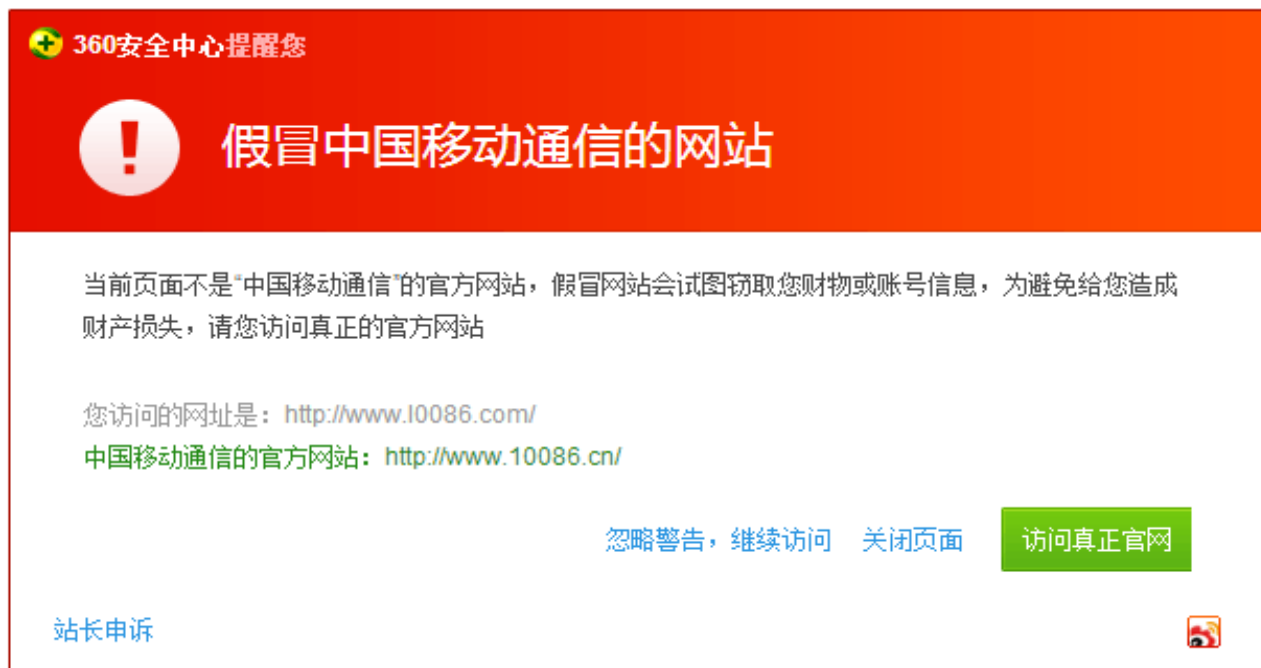 360安全中心提醒您
假冒中国移动通信的网站
当前页面不是“中国移动通信”的官方网站，假冒网站会试图窃取您财物或账号信息，为避免给您造成
财产损失，请您访问真正的官方网站
您访问的网址是：http://www.l0086.com/
中国移动通信的官方网站：http://www.10086.cn/
忽略警告，继续访问 关闭页面 访问真正官网
站长申诉